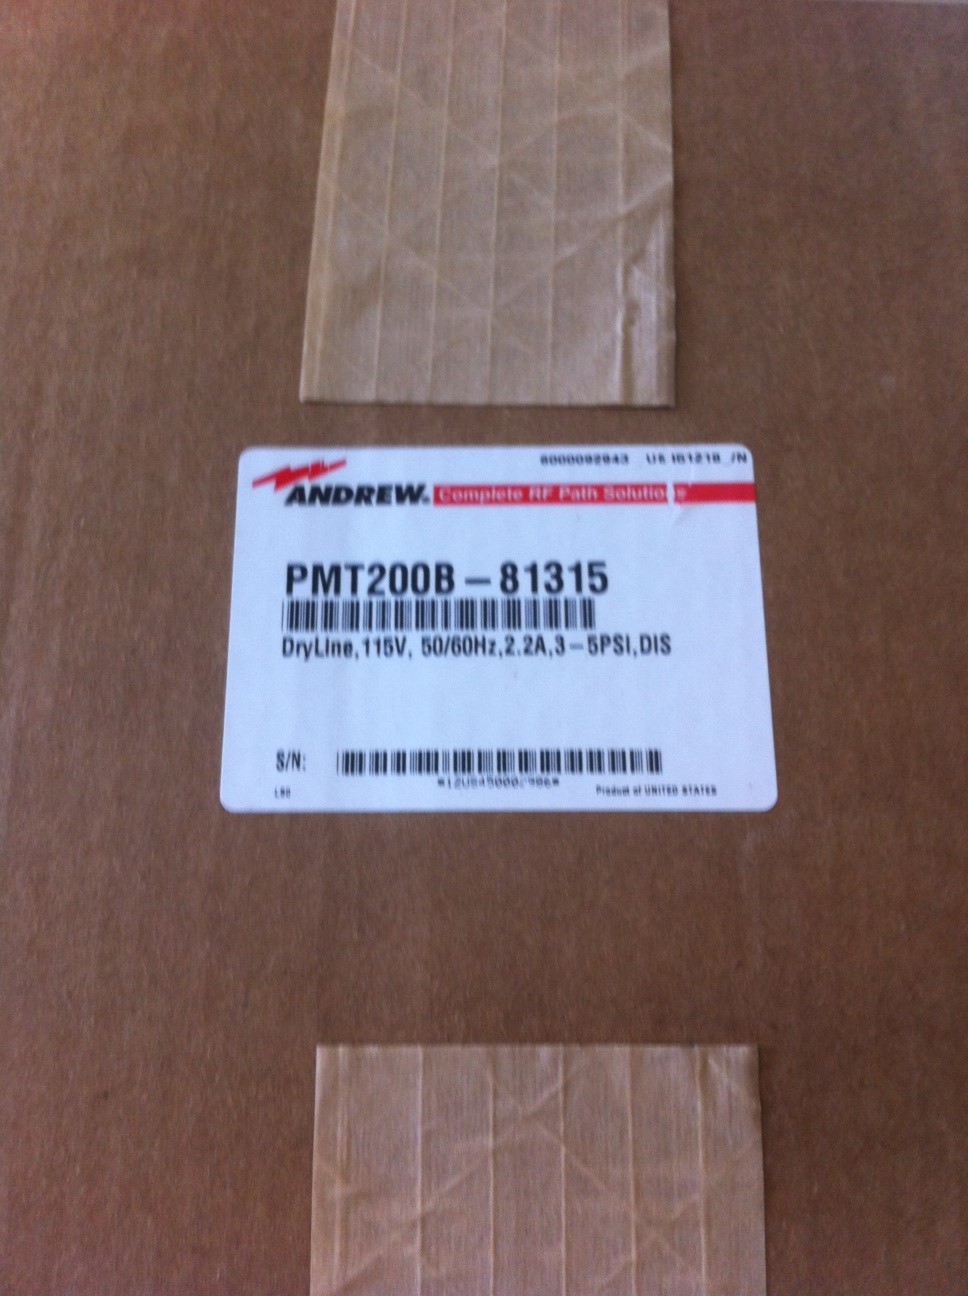 8000092943
ANDREW. Complete RF Path Solutions
PMT200B-81315
DryLine,115V, 50/60Hz,2.2A,3-5PSI,DIS
S/N:
Product of UNITED STATES